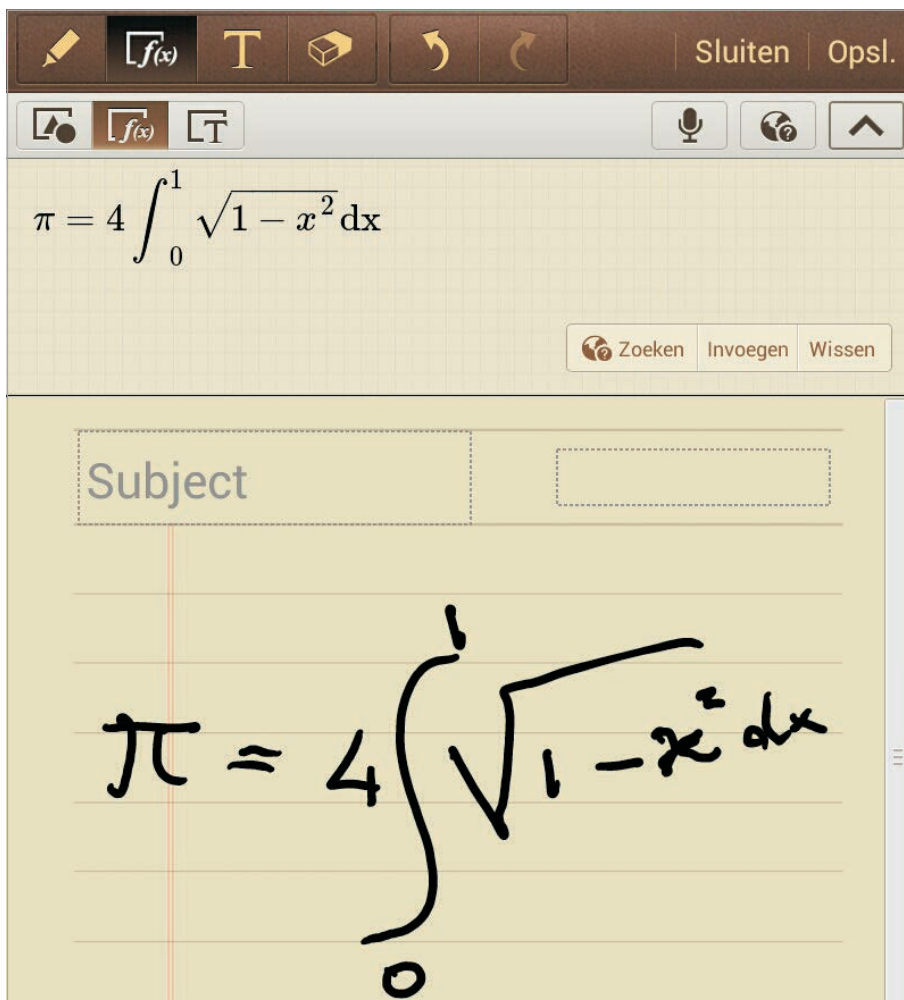 f(x) T Sluiten Opsl.
f(x) T
π = 4 ∫₀¹ √(1 − x²) dx
Zoeken Invoegen Wissen
Subject
π = 4 ∫₀¹ √(1 − x²) dx